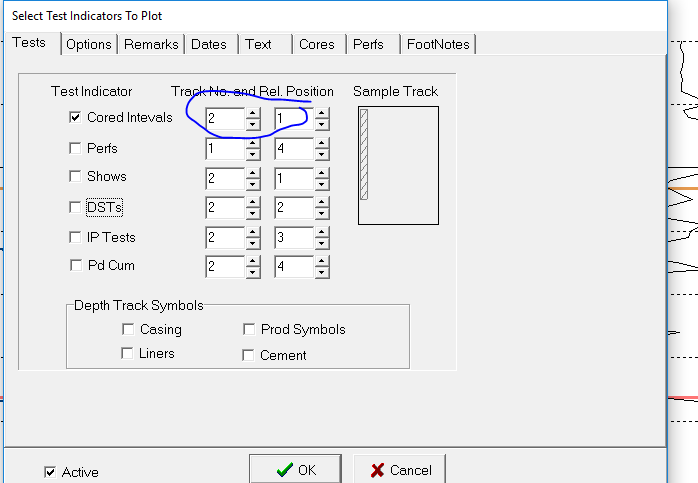 Select Test Indicators To Plot
Tests Options Remarks Dates Text Cores Perfs FootNotes
Test Indicator Track No. and Rel. Position Sample Track
Cored Intevals 2 1
Perfs 1 4
Shows 2 1
DSTs 2 2
IP Tests 2 3
Pd Cum 2 4
Depth Track Symbols
Casing Prod Symbols
Liners Cement
Active OK Cancel